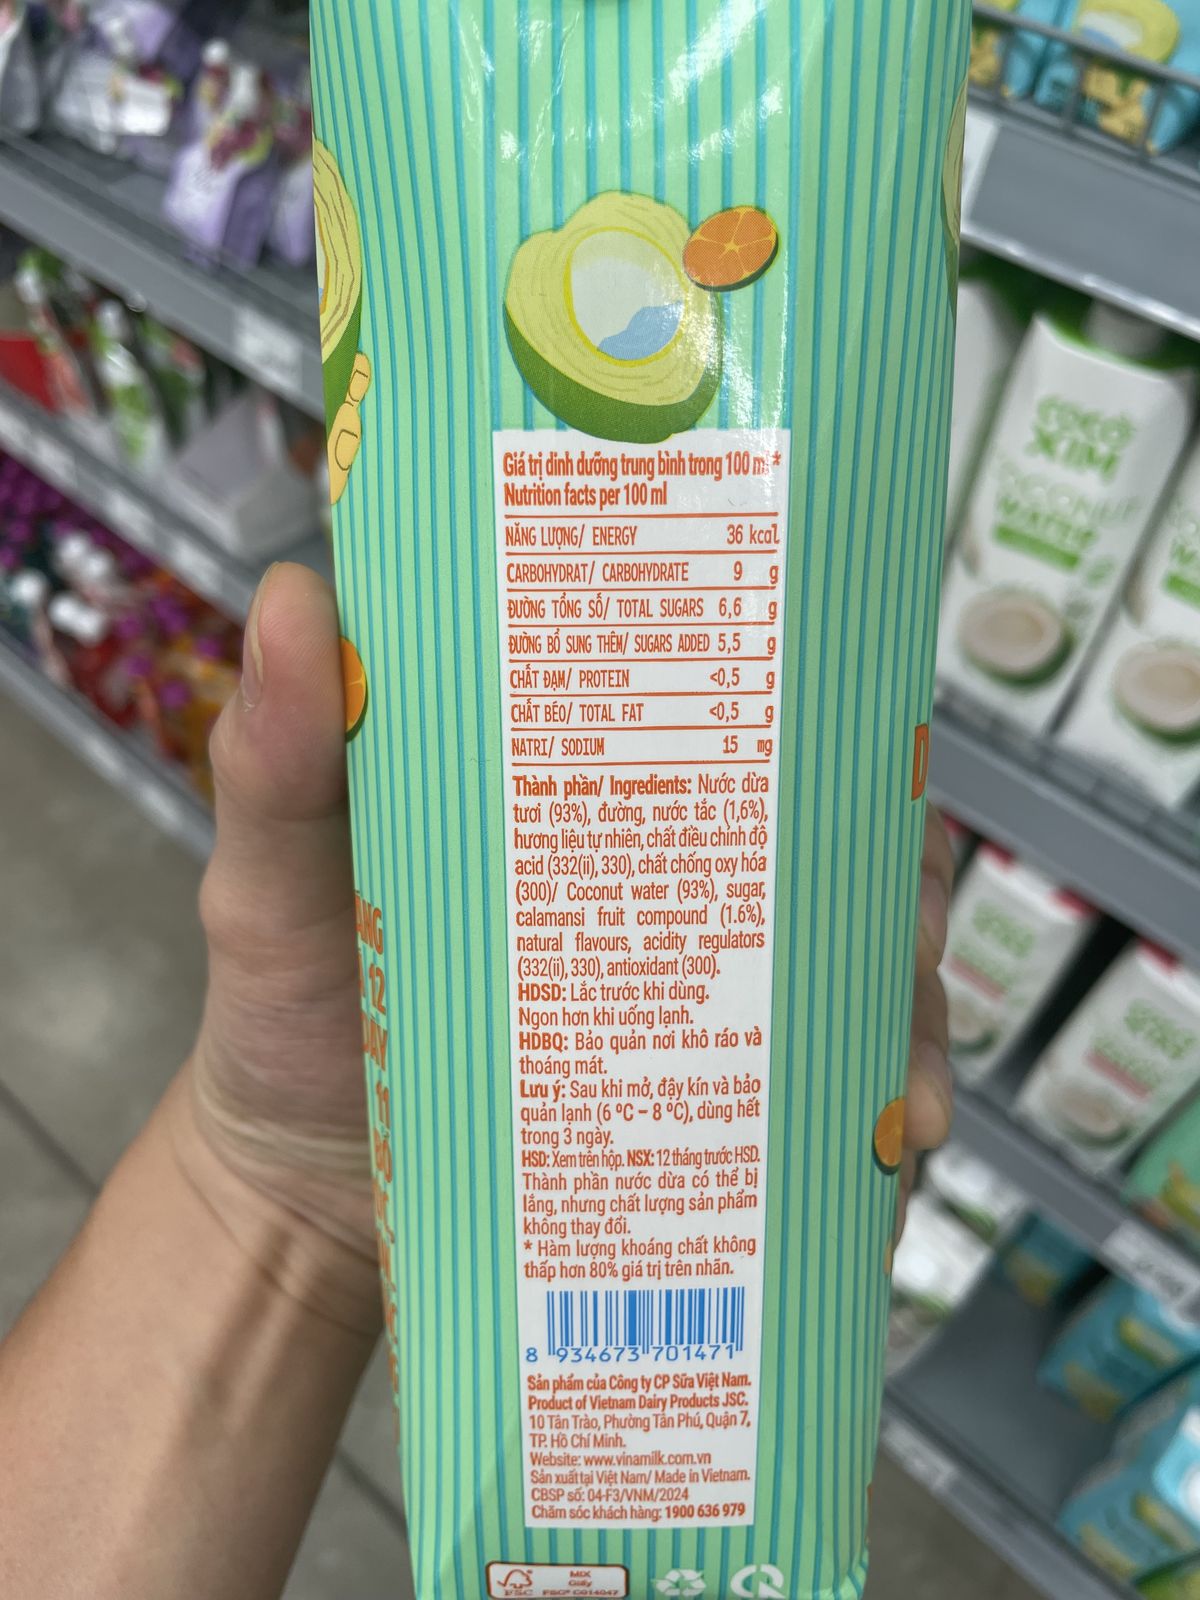 Giá trị dinh dưỡng trung bình trong 100 ml*
Nutrition facts per 100 ml
NĂNG LƯỢNG/ ENERGY 36 kcal
CARBOHYDRAT/ CARBOHYDRATE 9 g
ĐƯỜNG TỔNG SỐ/ TOTAL SUGARS 6,6 g
ĐƯỜNG BỔ SUNG THÊM/ SUGARS ADDED 5,5 g
CHẤT ĐẠM/ PROTEIN <0,5 g
CHẤT BÉO/ TOTAL FAT <0,5 g
NATRI/ SODIUM 15 mg
Thành phần/ Ingredients: Nước dừa
tươi (93%), đường, nước tắc (1,6%),
hương liệu tự nhiên, chất điều chỉnh độ
acid (332(ii), 330), chất chống oxy hóa
(300)/ Coconut water (93%), sugar,
calamansi fruit compound (1.6%),
natural flavours, acidity regulators
(332(ii), 330), antioxidant (300).
HDSD: Lắc trước khi dùng.
Ngon hơn khi uống lạnh.
HDBQ: Bảo quản nơi khô ráo và
thoáng mát.
Lưu ý: Sau khi mở, đậy kín và bảo
quản lạnh (6 °C – 8 °C), dùng hết
trong 3 ngày.
HSD: Xem trên hộp. NSX: 12 tháng trước HSD.
Thành phần nước dừa có thể bị
lắng, nhưng chất lượng sản phẩm
không thay đổi.
* Hàm lượng khoáng chất không
thấp hơn 80% giá trị trên nhãn.
8 934673 701471
Sản phẩm của Công ty CP Sữa Việt Nam.
Product of Vietnam Dairy Products JSC.
10 Tân Trào, Phường Tân Phú, Quận 7,
TP. Hồ Chí Minh.
Website: www.vinamilk.com.vn
Sản xuất tại Việt Nam/ Made in Vietnam.
CBSP số: 04-F3/VNM/2024
Chăm sóc khách hàng: 1900 636 979
MIX
Giấy
FSC FSC® C014047
12
11
COCO
XIM
COCONUT
WATER